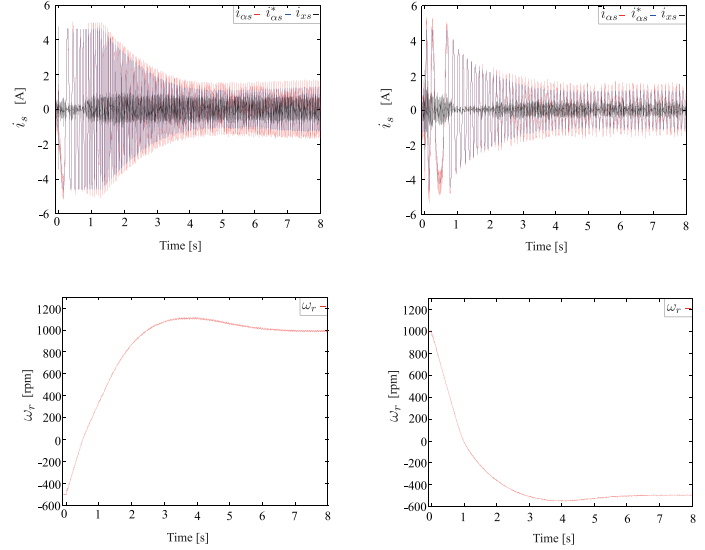 i_{αs} i*_{αs} i_{xs}
6
4
2
0
-2
-4
-6
i_s [A]
0 1 2 3 4 5 6 7 8
Time [s]
i_{αs} i*_{αs} i_{xs}
6
4
2
0
-2
-4
-6
i_s [A]
0 1 2 3 4 5 6 7 8
Time [s]
ω_r
1200
1000
800
600
400
200
0
-200
-400
-600
ω_r [rpm]
0 1 2 3 4 5 6 7 8
Time [s]
ω_r
1200
1000
800
600
400
200
0
-200
-400
-600
ω_r [rpm]
0 1 2 3 4 5 6 7 8
Time [s]